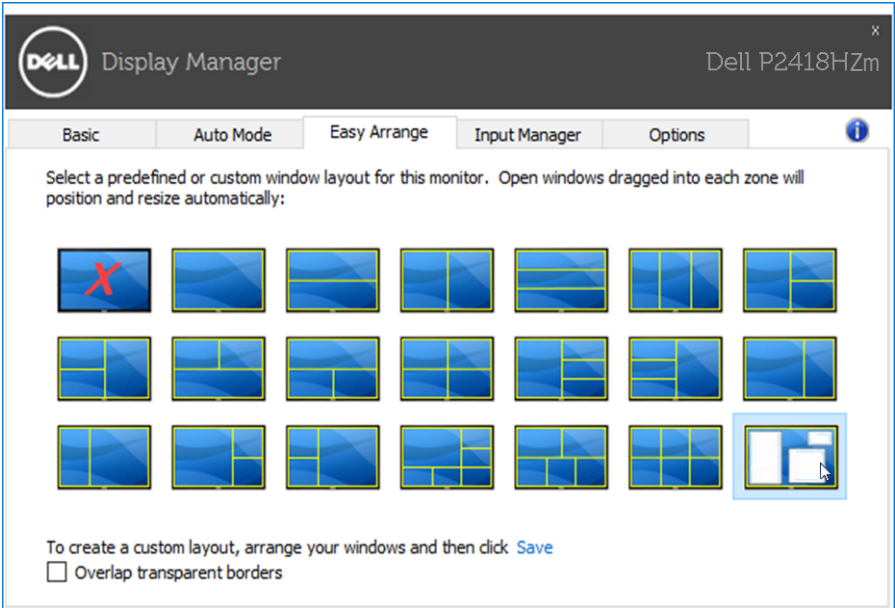 X
DELL
Display Manager
Dell P2418HZm
Basic
Auto Mode
Easy Arrange
Input Manager
Options
i
Select a predefined or custom window layout for this monitor. Open windows dragged into each zone will
position and resize automatically:
X
To create a custom layout, arrange your windows and then click Save
Overlap transparent borders